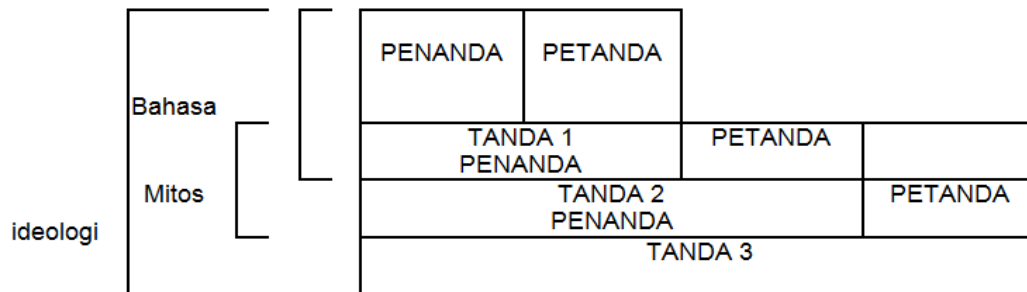 PENANDA PETANDA
Bahasa
TANDA 1 PETANDA
PENANDA
Mitos TANDA 2 PETANDA
PENANDA
ideologi
TANDA 3